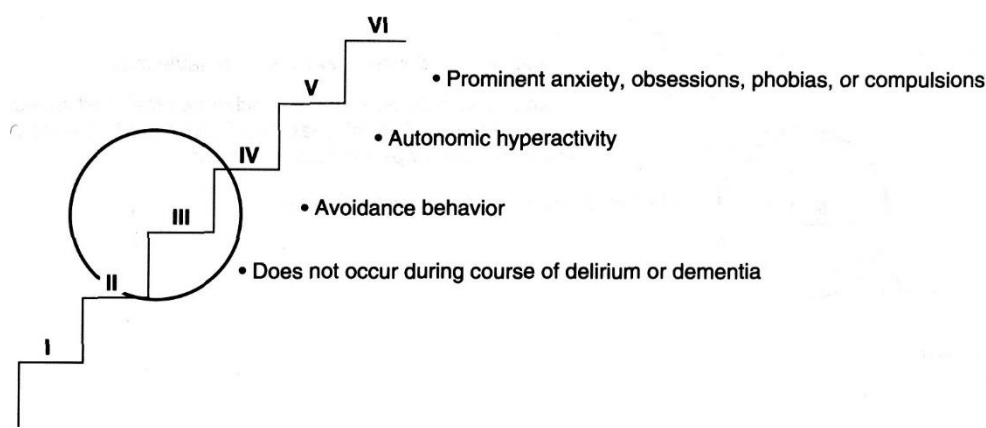 VI
• Prominent anxiety, obsessions, phobias, or compulsions
V
• Autonomic hyperactivity
IV
• Avoidance behavior
III
• Does not occur during course of delirium or dementia
II
I